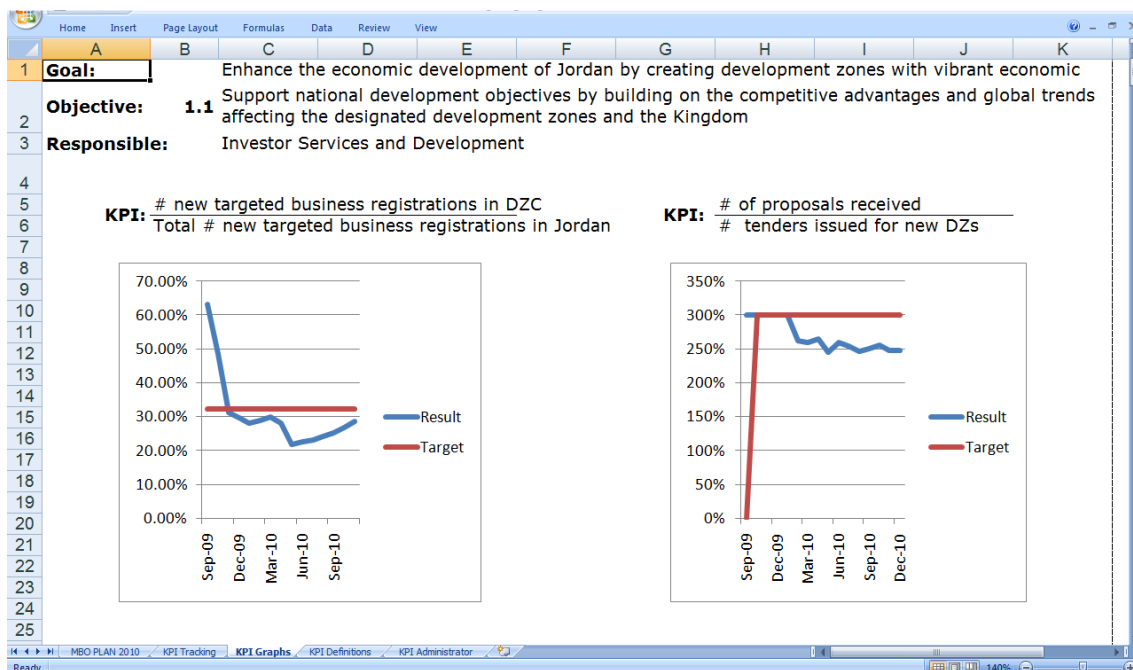 Home Insert Page Layout Formulas Data Review View
A B C D E F G H I J K
1 Goal: Enhance the economic development of Jordan by creating development zones with vibrant economic
Support national development objectives by building on the competitive advantages and global trends
2 Objective: 1.1 affecting the designated development zones and the Kingdom
3 Responsible: Investor Services and Development
4
5 # new targeted business registrations in DZC # of proposals received
KPI: KPI:
6 Total # new targeted business registrations in Jordan # tenders issued for new DZs
7
8
9 70.00% 350%
10 60.00% 300%
11
12 50.00% 250%
13
14 40.00% 200%
15 30.00% Result 150% Result
16
17 20.00% Target 100% Target
18
19 10.00% 50%
20 0.00% 0%
21 Sep-09 Dec-09 Mar-10 Jun-10 Sep-10 Sep-09 Dec-09 Mar-10 Jun-10 Sep-10 Dec-10
22
23
24
25
MBO PLAN 2010 KPI Tracking KPI Graphs KPI Definitions KPI Administrator
Ready 140%